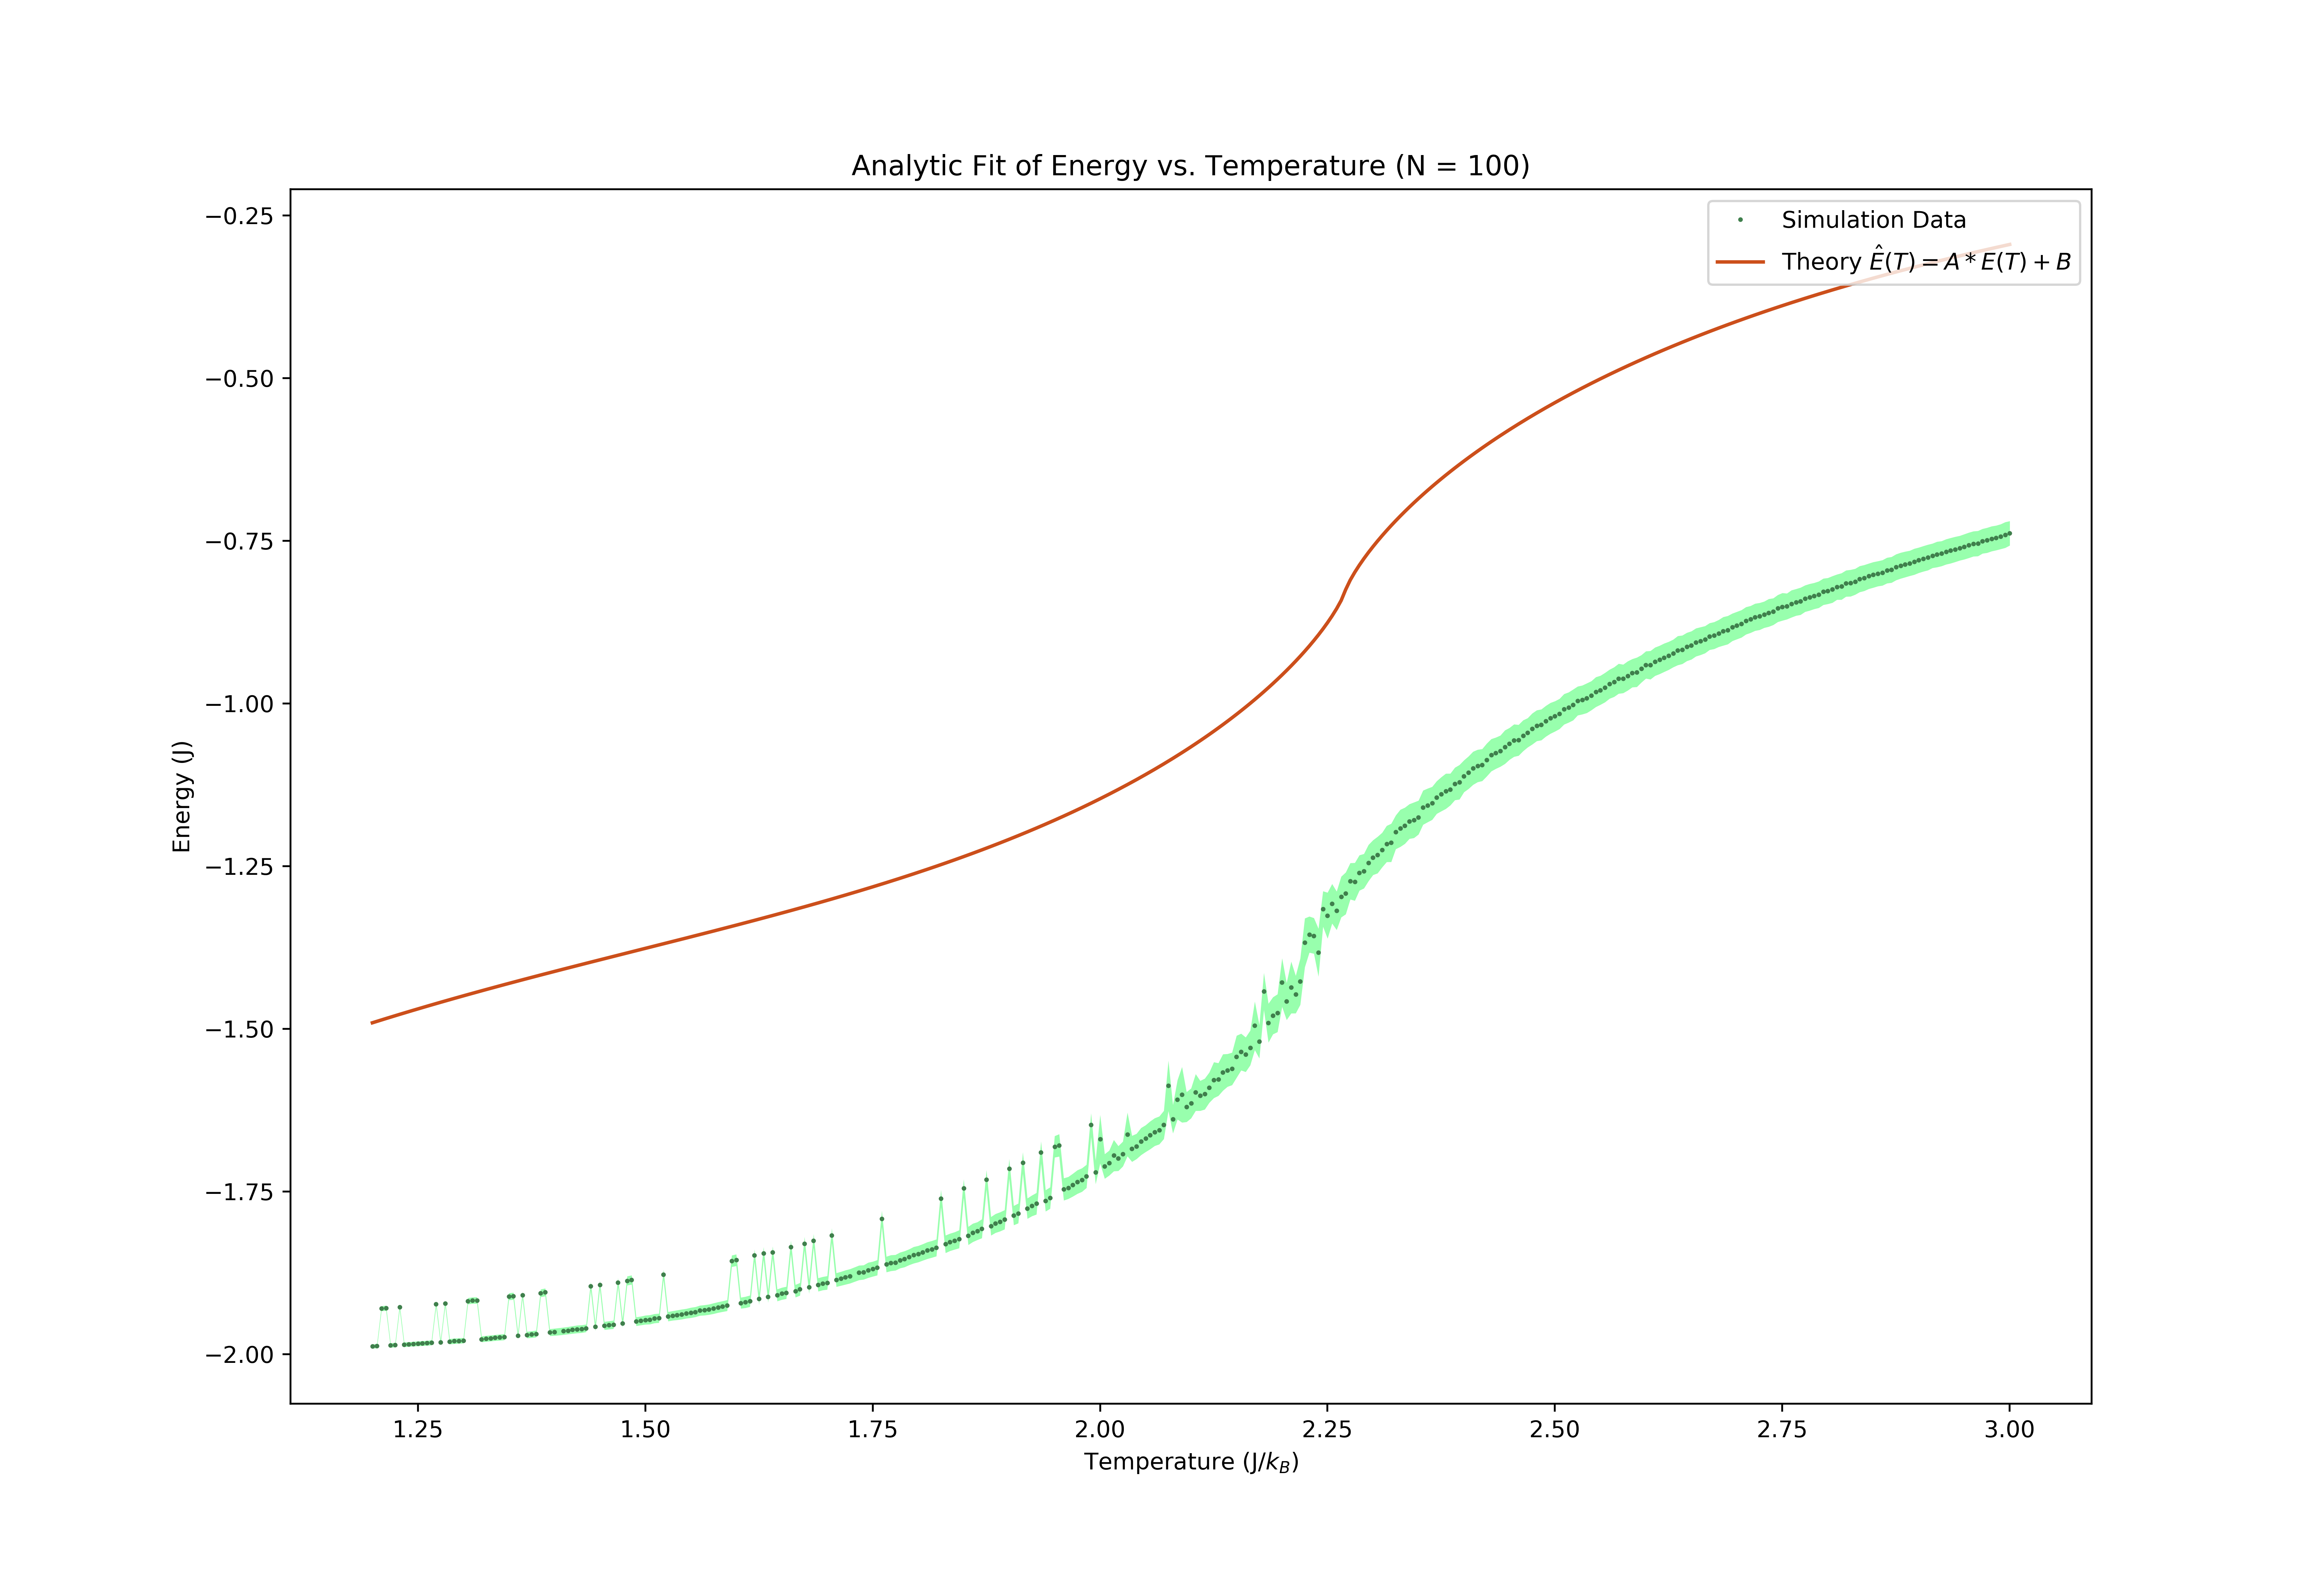 Analytic Fit of Energy vs. Temperature (N = 100)
Simulation Data
Theory Ê(T) = A * E(T) + B
Energy (J)
−0.25
−0.50
−0.75
−1.00
−1.25
−1.50
−1.75
−2.00
1.25 1.50 1.75 2.00 2.25 2.50 2.75 3.00
Temperature (J/k_B)